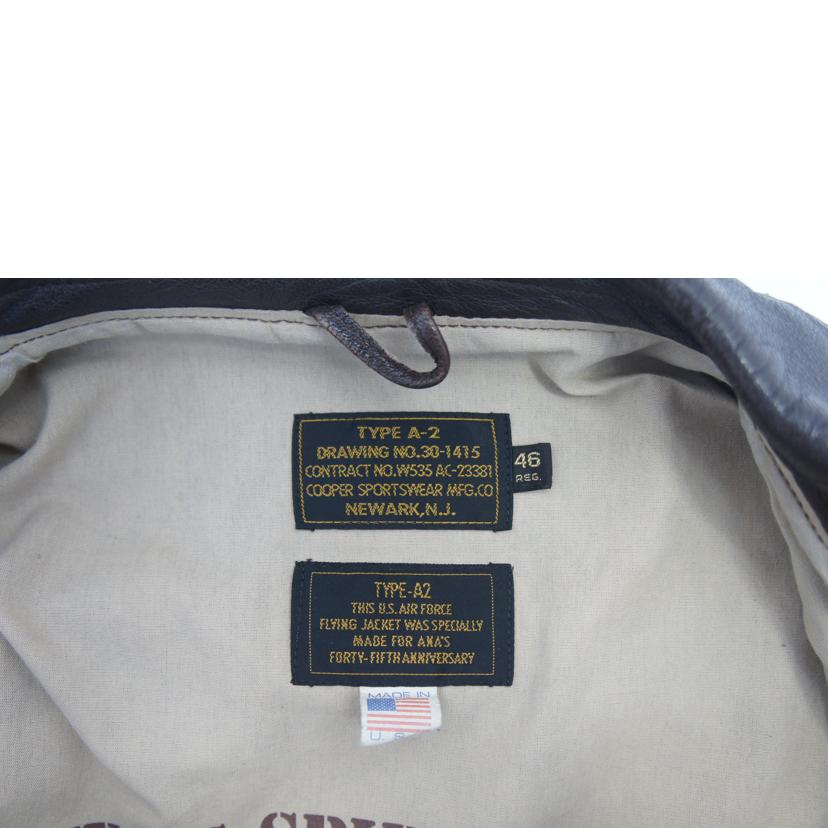 TYPE A-2
DRAWING NO.30-1415
CONTRACT NO.W535 AC-23381
COOPER SPORTSWEAR MFG.CO
NEWARK, N.J.
46
REG.
TYPE-A2
THIS U.S. AIR FORCE
FLYING JACKET WAS SPECIALLY
MADE FOR ANA'S
FORTY-FIFTH ANNIVERSARY
MADE IN
U.S.